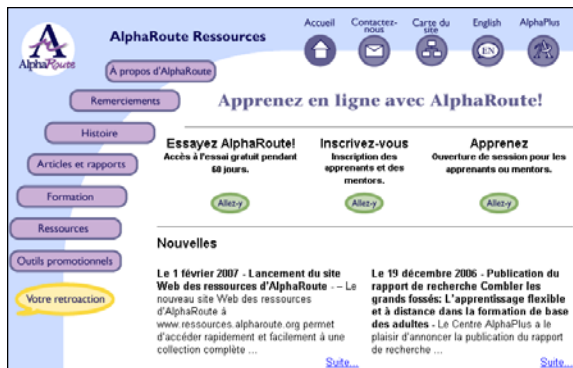 AlphaRoute Ressources
Accueil
Contactez-
nous
Carte du
site
English
AlphaPlus
A
AlphaRoute
EN
À propos d'AlphaRoute
Remerciements
Histoire
Articles et rapports
Formation
Ressources
Outils promotionnels
Votre retroaction
Apprenez en ligne avec AlphaRoute!
Essayez AlphaRoute!
Accès à l'essai gratuit pendant
60 jours.
Allez-y
Inscrivez-vous
Inscription des
apprenants et des
mentors.
Allez-y
Apprenez
Ouverture de session pour les
apprenants ou mentors.
Allez-y
Nouvelles
Le 1 février 2007 - Lancement du site
Web des ressources d'AlphaRoute - – Le
nouveau site Web des ressources
d'AlphaRoute à
www.ressources.alpharoute.org permet
d'accéder rapidement et facilement à une
collection complète ...
Suite...
Le 19 décembre 2006 - Publication du
rapport de recherche Combler les
grands fossés: L'apprentissage flexible
et à distance dans la formation de base
des adultes - Le Centre AlphaPlus a le
plaisir d'annoncer la publication du rapport
de recherche ...
Suite...